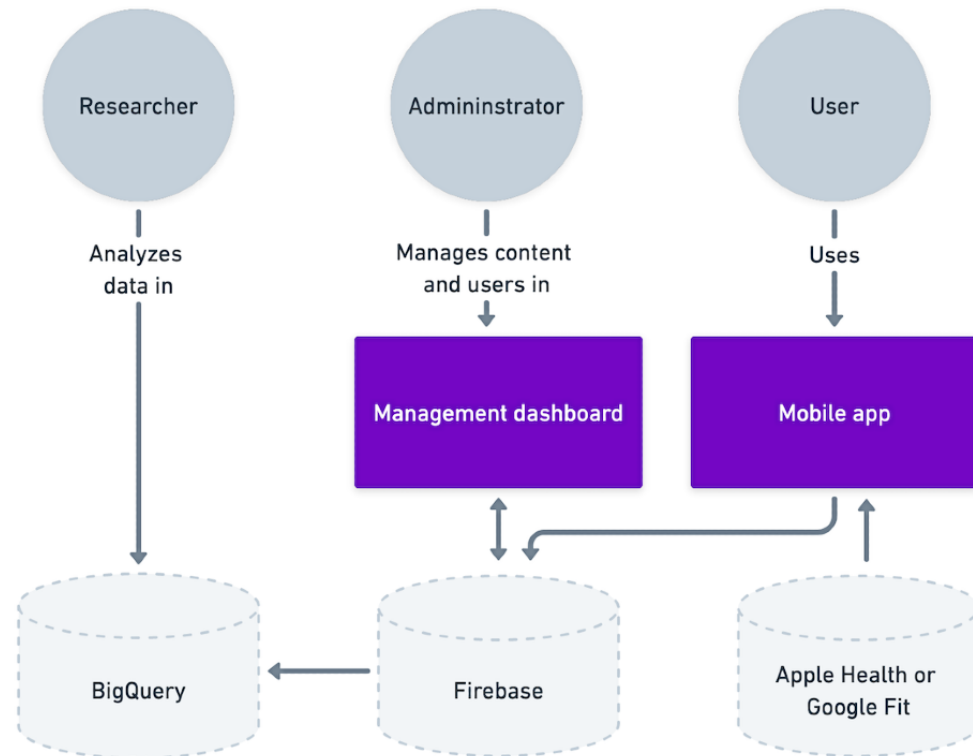 Researcher
Admininstrator
User
Analyzes
data in
Manages content
and users in
Uses
Management dashboard
Mobile app
BigQuery
Firebase
Apple Health or
Google Fit